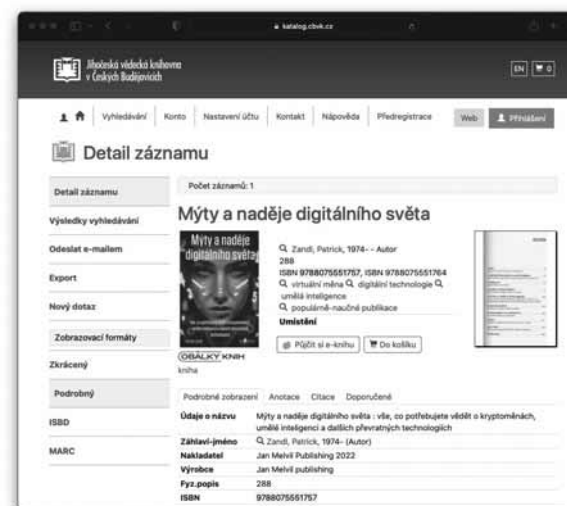 katalog.cbvk.cz
Jihočeská vědecká knihovna
v Českých Budějovicích
EN
0
Vyhledávání Konto Nastavení účtu Kontakt Nápověda Předregistrace Web Přihlášení
Detail záznamu
Detail záznamu
Výsledky vyhledávání
Odeslat e-mailem
Export
Nový dotaz
Zobrazovací formáty
Zkrácený
Podrobný
ISBD
MARC
Počet záznamů: 1
Mýty a naděje digitálního světa
Mýty a naděje
digitálního světa
Zandl, Patrick, 1974- - Autor
288
ISBN 9788075551757, ISBN 9788075551764
virtuální měna digitální technologie
umělá inteligence
populárně-naučné publikace
Umístění
Půjčit si e-knihu Do košíku
OBÁLKY KNIH
kniha
Podrobné zobrazení Anotace Citace Doporučené
Údaje o názvu Mýty a naděje digitálního světa : vše, co potřebujete vědět o kryptoměnách,
umělé inteligenci a dalších převratných technologiích
Záhlaví-jméno Zandl, Patrick, 1974- (Autor)
Nakladatel Jan Melvil Publishing 2022
Výrobce Jan Melvil publishing
Fyz.popis 288
ISBN 9788075551757